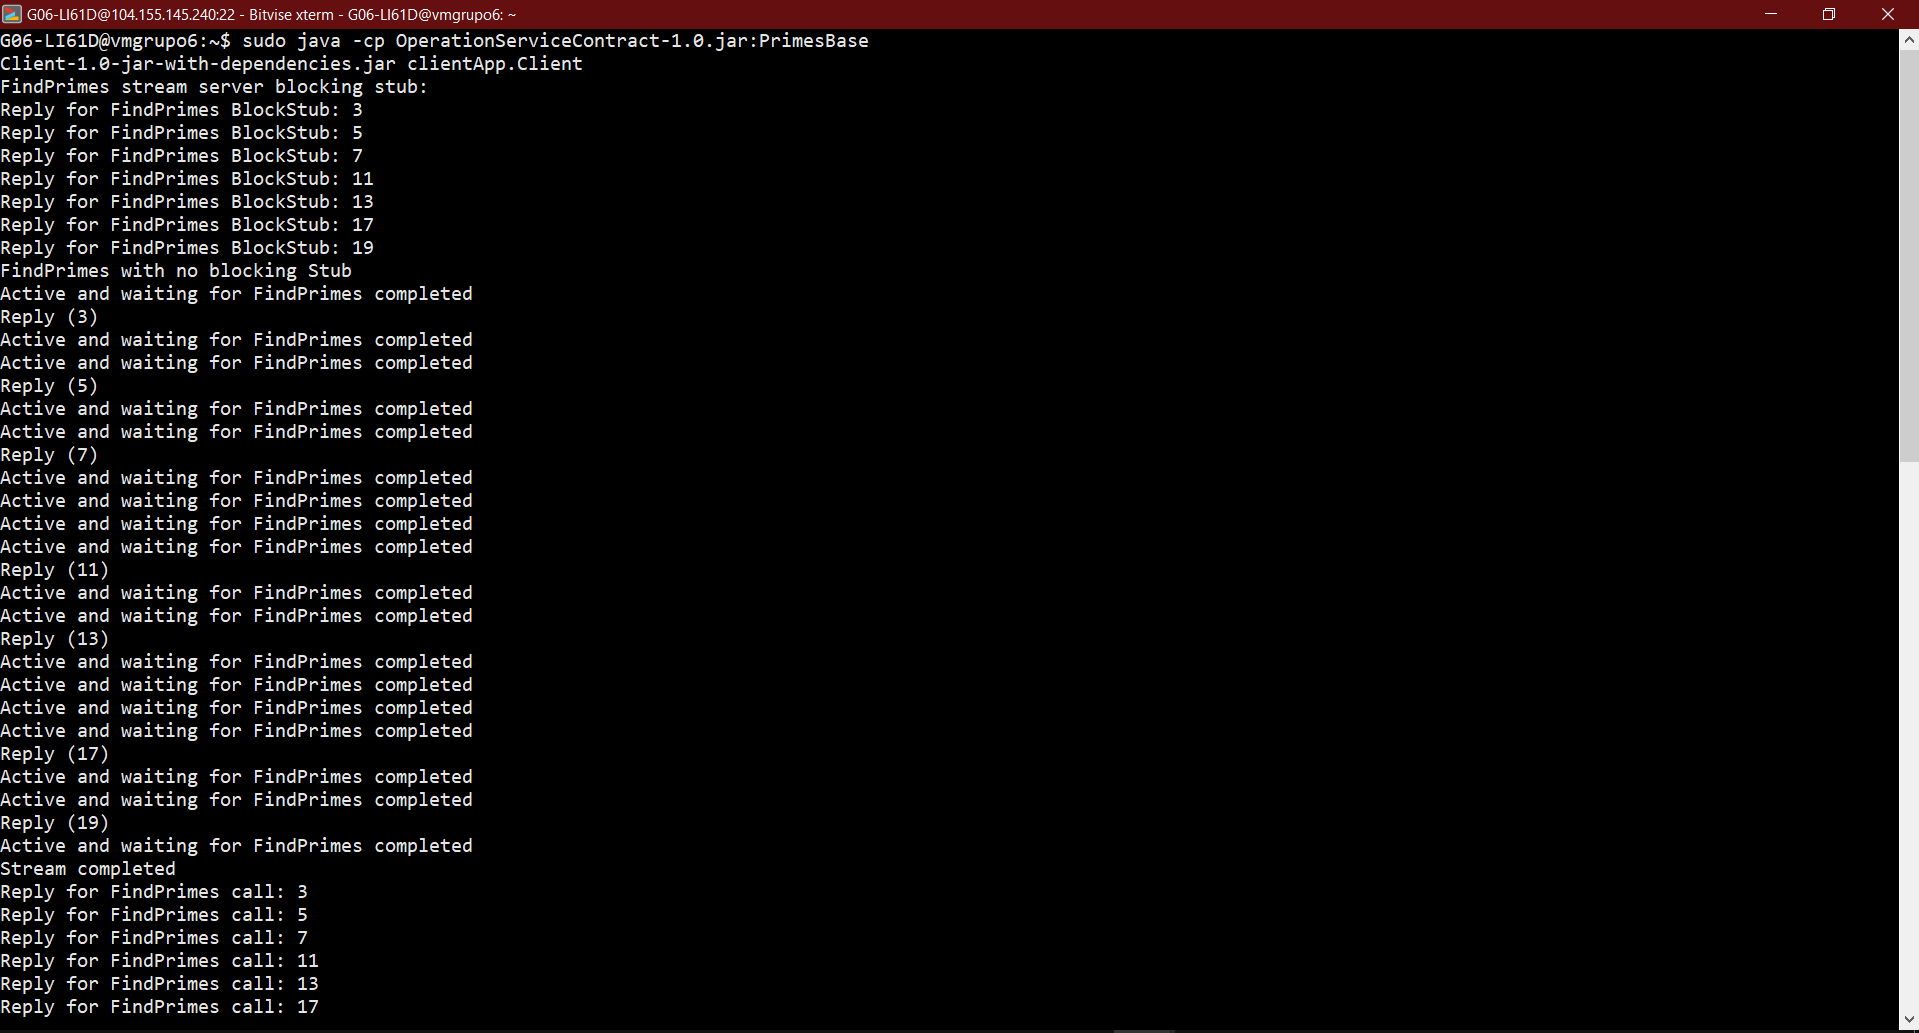 G06-LI61D@104.155.145.240:22 - Bitvise xterm - G06-LI61D@vmgrupo6: ~
G06-LI61D@vmgrupo6:~$ sudo java -cp OperationServiceContract-1.0.jar:PrimesBase
Client-1.0-jar-with-dependencies.jar clientApp.Client
FindPrimes stream server blocking stub:
Reply for FindPrimes BlockStub: 3
Reply for FindPrimes BlockStub: 5
Reply for FindPrimes BlockStub: 7
Reply for FindPrimes BlockStub: 11
Reply for FindPrimes BlockStub: 13
Reply for FindPrimes BlockStub: 17
Reply for FindPrimes BlockStub: 19
FindPrimes with no blocking Stub
Active and waiting for FindPrimes completed
Reply (3)
Active and waiting for FindPrimes completed
Active and waiting for FindPrimes completed
Reply (5)
Active and waiting for FindPrimes completed
Active and waiting for FindPrimes completed
Reply (7)
Active and waiting for FindPrimes completed
Active and waiting for FindPrimes completed
Active and waiting for FindPrimes completed
Active and waiting for FindPrimes completed
Reply (11)
Active and waiting for FindPrimes completed
Active and waiting for FindPrimes completed
Reply (13)
Active and waiting for FindPrimes completed
Active and waiting for FindPrimes completed
Active and waiting for FindPrimes completed
Active and waiting for FindPrimes completed
Reply (17)
Active and waiting for FindPrimes completed
Active and waiting for FindPrimes completed
Reply (19)
Active and waiting for FindPrimes completed
Stream completed
Reply for FindPrimes call: 3
Reply for FindPrimes call: 5
Reply for FindPrimes call: 7
Reply for FindPrimes call: 11
Reply for FindPrimes call: 13
Reply for FindPrimes call: 17